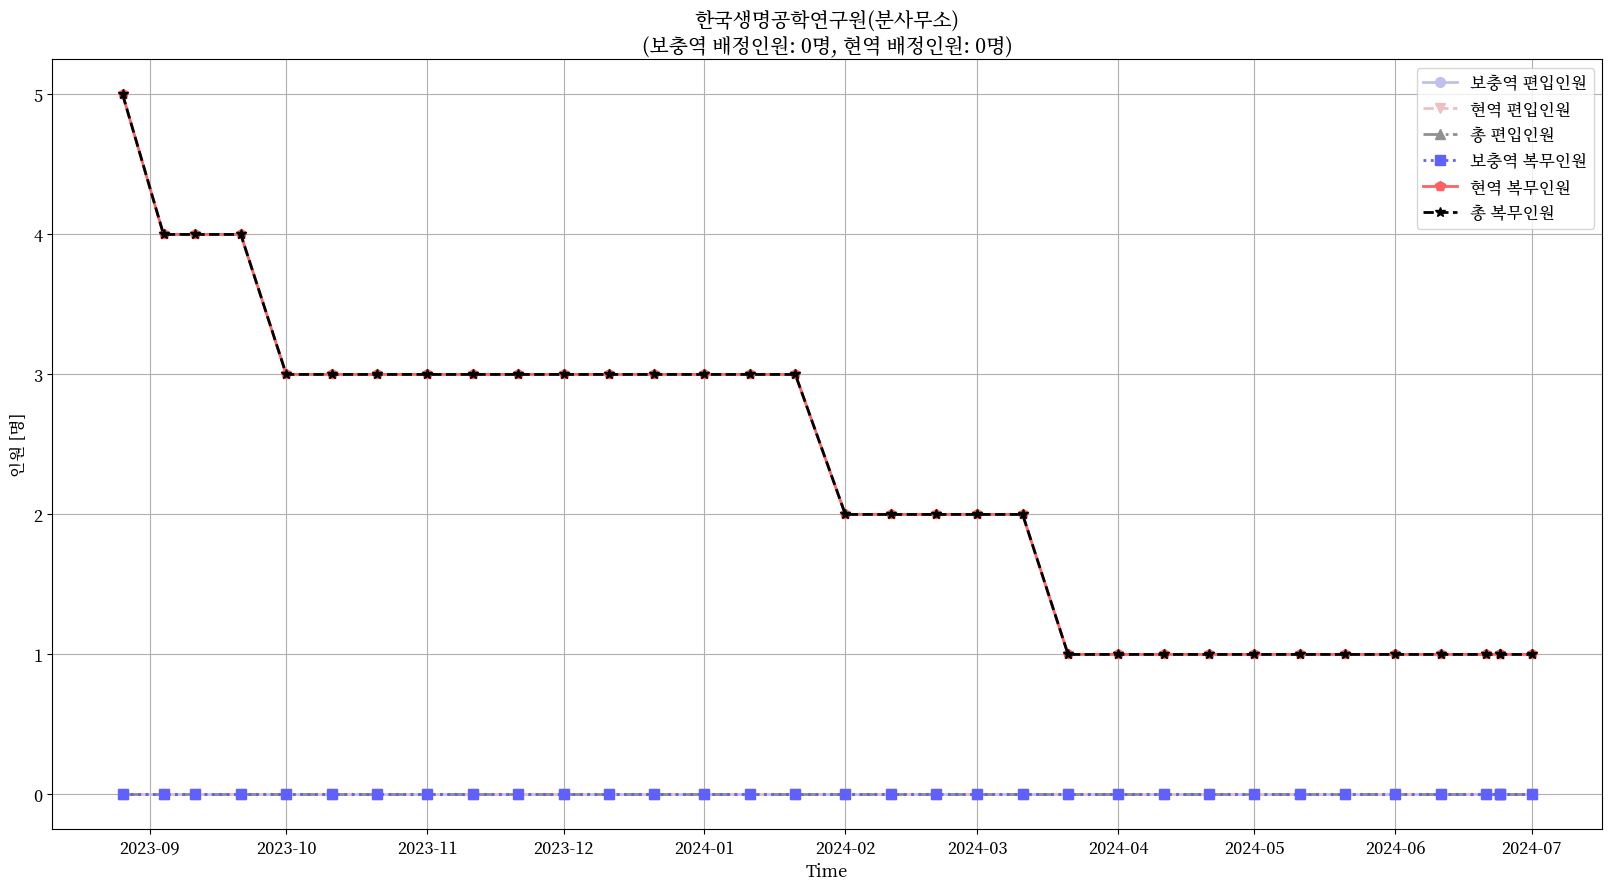 한국생명공학연구원(분사무소)
(보충역 배정인원: 0명, 현역 배정인원: 0명)
보충역 편입인원
현역 편입인원
총 편입인원
보충역 복무인원
현역 복무인원
총 복무인원
인원 [명]
5
4
3
2
1
0
2023-09 2023-10 2023-11 2023-12 2024-01 2024-02 2024-03 2024-04 2024-05 2024-06 2024-07
Time